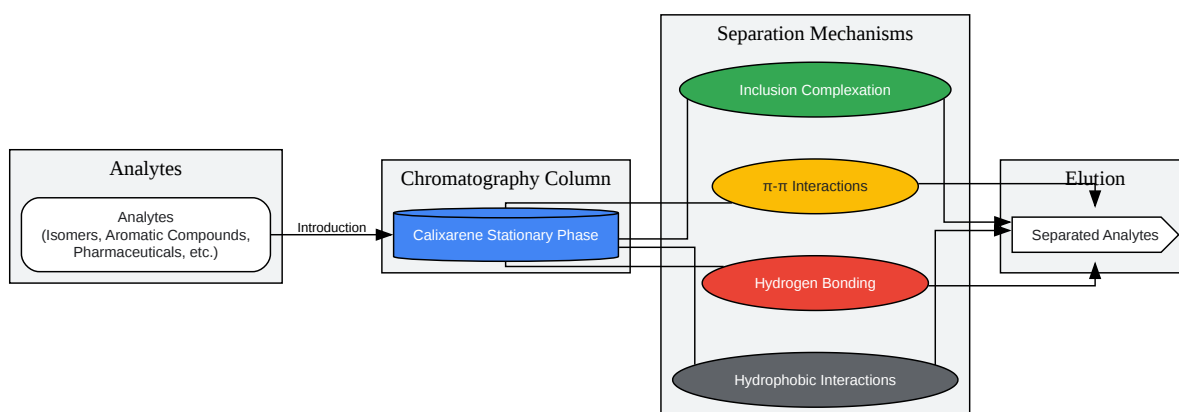 Analytes
Analytes
(Isomers, Aromatic Compounds,
Pharmaceuticals, etc.)
Introduction
Chromatography Column
Calixarene Stationary Phase
Separation Mechanisms
Inclusion Complexation
π-π Interactions
Hydrogen Bonding
Hydrophobic Interactions
Elution
Separated Analytes